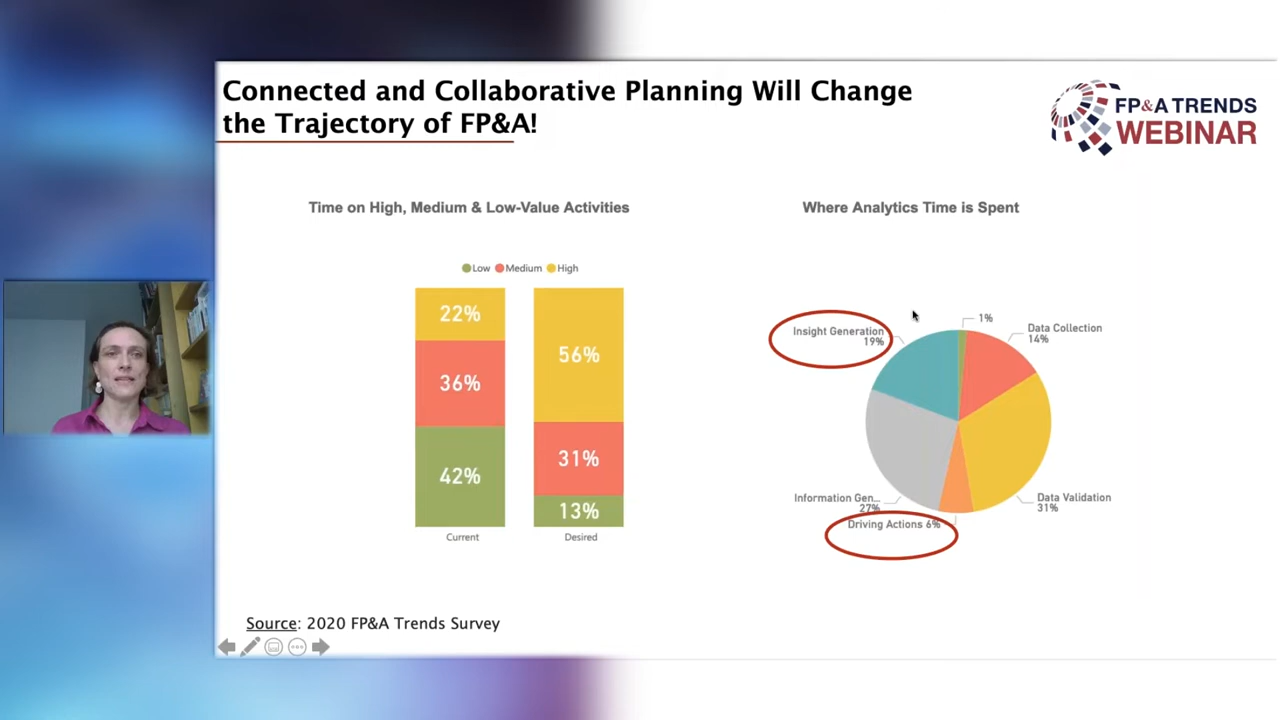 Connected and Collaborative Planning Will Change
the Trajectory of FP&A!
FP&A TRENDS
WEBINAR
Time on High, Medium & Low-Value Activities
Low Medium High
22%
36%
42%
Current
56%
31%
13%
Desired
Where Analytics Time is Spent
1%
Data Collection
14%
Data Validation
31%
Driving Actions 6%
Information Gen...
27%
Insight Generation
19%
Source: 2020 FP&A Trends Survey